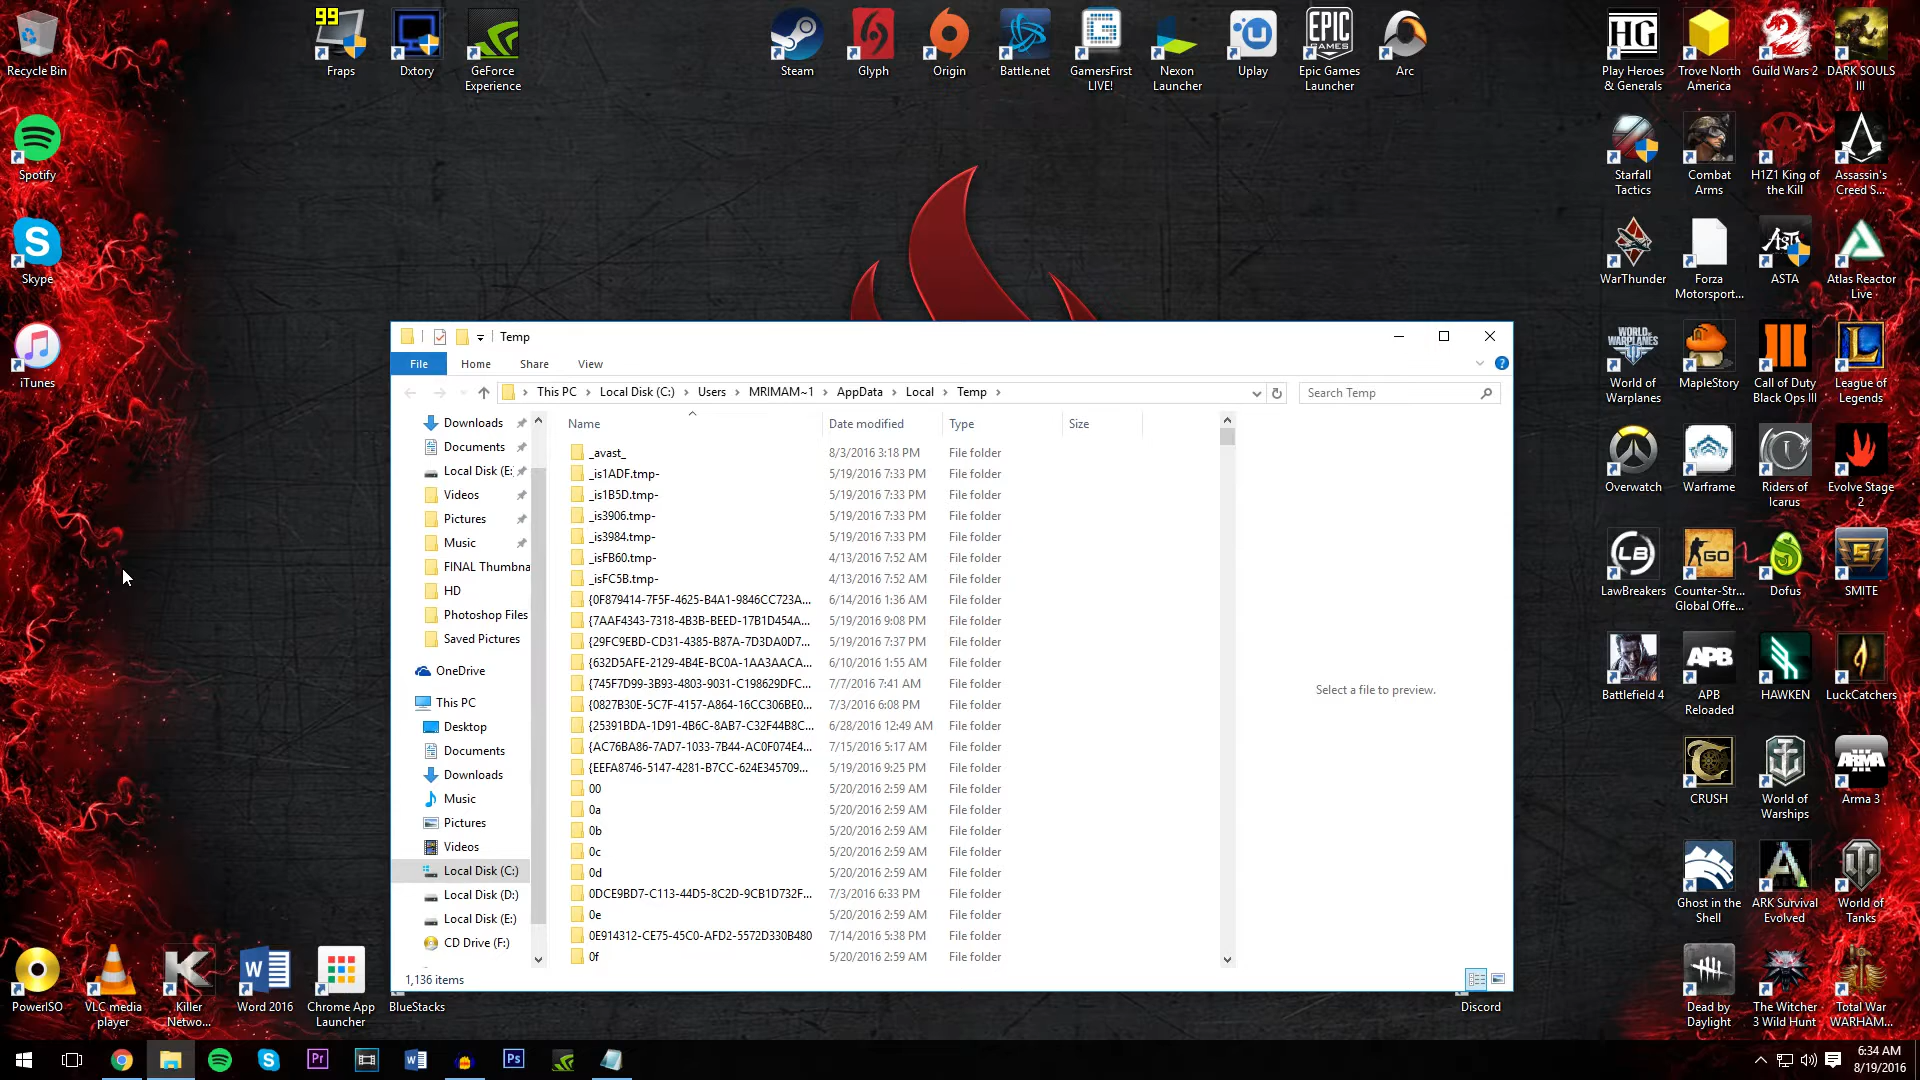 Recycle Bin
Spotify
Skype
iTunes
99
Fraps
Dxtory
GeForce
Experience
Steam
Glyph
Origin
Battle.net
GamersFirst
LIVE!
Nexon
Launcher
Uplay
EPIC
GAMES
Epic Games
Launcher
Arc
HG
Play Heroes
& Generals
Trove North
America
Guild Wars 2
DARK SOULS
III
Starfall
Tactics
Combat
Arms
H1Z1 King of
the Kill
Assassin's
Creed S...
WarThunder
Forza
Motorsport...
ASTA
ASTA
Atlas Reactor
Live
WORLD
WARPLANES
World of
Warplanes
MapleStory
Call of Duty
Black Ops III
L
League of
Legends
Overwatch
Warframe
Riders of
Icarus
Evolve Stage
2
LB
LawBreakers
GO
Counter-Str...
Global Offe...
Dofus
S
SMITE
Battlefield 4
APB
APB
Reloaded
HAWKEN
LuckCatchers
CRUSH
World of
Warships
ARMA
Arma 3
Ghost in the
Shell
ARK Survival
Evolved
World of
Tanks
Dead by
Daylight
The Witcher
3 Wild Hunt
Total War
WARHAM...
Temp
File
Home
Share
View
This PC
Local Disk (C:)
Users
MRIMAM~1
AppData
Local
Temp
Search Temp
Downloads
Documents
Local Disk (E:
Videos
Pictures
Music
FINAL Thumbna
HD
Photoshop Files
Saved Pictures
OneDrive
This PC
Desktop
Documents
Downloads
Music
Pictures
Videos
Local Disk (C:)
Local Disk (D:)
Local Disk (E:)
CD Drive (F:)
Name Date modified Type Size
_avast_ 8/3/2016 3:18 PM File folder
_is1ADF.tmp- 5/19/2016 7:33 PM File folder
_is1B5D.tmp- 5/19/2016 7:33 PM File folder
_is3906.tmp- 5/19/2016 7:33 PM File folder
_is3984.tmp- 5/19/2016 7:33 PM File folder
_isFB60.tmp- 4/13/2016 7:52 AM File folder
_isFC5B.tmp- 4/13/2016 7:52 AM File folder
{0F879414-7F5F-4625-B4A1-9846CC723A... 6/14/2016 1:36 AM File folder
{7AAF4343-7318-4B3B-BEED-17B1D454A... 5/19/2016 9:08 PM File folder
{29FC9EBD-CD31-4385-B87A-7D3DA0D7... 5/19/2016 7:37 PM File folder
{632D5AFE-2129-4B4E-BC0A-1AA3AACA... 6/10/2016 1:55 AM File folder
{745F7D99-3B93-4803-9031-C198629DFC... 7/7/2016 7:41 AM File folder
{0827B30E-5C7F-4157-A864-16CC306BE0... 7/3/2016 6:08 PM File folder
{25391BDA-1D91-4B6C-8AB7-C32F44B8C... 6/28/2016 12:49 AM File folder
{AC76BA86-7AD7-1033-7B44-AC0F074E4... 7/15/2016 5:17 AM File folder
{EEFA8746-5147-4281-B7CC-624E345709... 5/19/2016 9:25 PM File folder
00 5/20/2016 2:59 AM File folder
0a 5/20/2016 2:59 AM File folder
0b 5/20/2016 2:59 AM File folder
0c 5/20/2016 2:59 AM File folder
0d 5/20/2016 2:59 AM File folder
0DCE9BD7-C113-44D5-8C2D-9CB1D732F... 7/3/2016 6:33 PM File folder
0e 5/20/2016 2:59 AM File folder
0E914312-CE75-45C0-AFD2-5572D330B480 7/14/2016 5:38 PM File folder
0f 5/20/2016 2:59 AM File folder
Select a file to preview.
1,136 items
PowerISO
VLC media
player
K
Killer
Netwo...
W
Word 2016
Chrome App
Launcher
BlueStacks
Discord
Pr
Ps
6:34 AM
8/19/2016